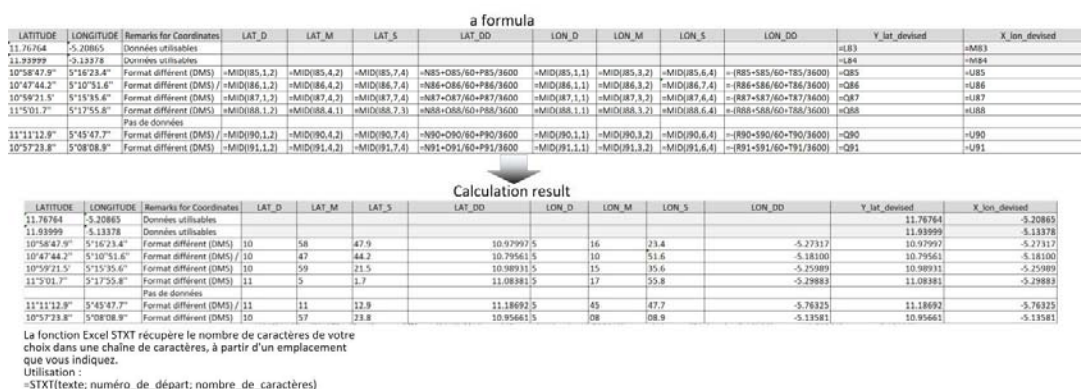 a formula
LATITUDE LONGITUDE Remarks for Coordinates LAT_D LAT_M LAT_S LAT_DD LON_D LON_M LON_S LON_DD Y_lat_devised X_lon_devised
11.76764 -5.20865 Données utilisables =L83 =M83
11.93999 -5.13378 Données utilisables =L84 =M84
10°58'47.9" 5°16'23.4" Format différent (DMS) =MID(I85,1,2) =MID(I85,4,2) =MID(I85,7,4) =N85+O85/60+P85/3600 =MID(J85,1,1) =MID(J85,3,2) =MID(J85,6,4) =-(R85+S85/60+T85/3600) =Q85 =U85
10°47'44.2" 5°10"51.6" Format différent (DMS) / =MID(I86,1,2) =MID(I86,4,2) =MID(I86,7,4) =N86+O86/60+P86/3600 =MID(J86,1,1) =MID(J86,3,2) =MID(J86,7,4) =-(R86+S86/60+T86/3600) =Q86 =U86
10°59'21.5' 5°15'35.6" Format différent (DMS) =MID(I87,1,2) =MID(I87,4,2) =MID(I87,7,4) =N87+O87/60+P87/3600 =MID(J87,1,1) =MID(J87,3,2) =MID(J87,6,4) =-(R87+S87/60+T87/3600) =Q87 =U87
11°5'01.7" 5°17'55.8" Format différent (DMS) =MID(I88,1,2) =MID(I88,4,1) =MID(I88,7,3) =N88+O88/60+P88/3600 =MID(J88,1,1) =MID(J88,3,2) =MID(J88,6,4) =-(R88+S88/60+T88/3600) =Q88 =U88
Pas de données
11°11'12.9" 5°45'47.7" Format différent (DMS) / =MID(I90,1,2) =MID(I90,4,2) =MID(I90,7,4) =N90+O90/60+P90/3600 =MID(J90,1,1) =MID(J90,3,2) =MID(J90,6,4) =-(R90+S90/60+T90/3600) =Q90 =U90
10°57'23.8" 5°08'08.9" Format différent (DMS) =MID(I91,1,2) =MID(I91,4,2) =MID(I91,7,4) =N91+O91/60+P91/3600 =MID(J91,1,1) =MID(J91,3,2) =MID(J91,6,4) =-(R91+S91/60+T91/3600) =Q91 =U91
Calculation result
LATITUDE LONGITUDE Remarks for Coordinates LAT_D LAT_M LAT_S LAT_DD LON_D LON_M LON_S LON_DD Y_lat_devised X_lon_devised
11.76764 -5.20865 Données utilisables 11.76764 -5.20865
11.93999 -5.13378 Données utilisables 11.93999 -5.13378
10°58'47.9" 5°16'23.4" Format différent (DMS) 10 58 47.9 10.97997 5 16 23.4 -5.27317 10.97997 -5.27317
10°47'44.2" 5°10"51.6" Format différent (DMS) / 10 47 44.2 10.79561 5 10 51.6 -5.18100 10.79561 -5.18100
10°59'21.5' 5°15'35.6" Format différent (DMS) 10 59 21.5 10.98931 5 15 35.6 -5.25989 10.98931 -5.25989
11°5'01.7" 5°17'55.8" Format différent (DMS) 11 5 1.7 11.08381 5 17 55.8 -5.29883 11.08381 -5.29883
Pas de données
11°11'12.9" 5°45'47.7" Format différent (DMS) / 11 11 12.9 11.18692 5 45 47.7 -5.76325 11.18692 -5.76325
10°57'23.8" 5°08'08.9" Format différent (DMS) 10 57 23.8 10.95661 5 08 08.9 -5.13581 10.95661 -5.13581
La fonction Excel STXT récupère le nombre de caractères de votre
choix dans une chaîne de caractères, à partir d'un emplacement
que vous indiquez.
Utilisation :
=STXT(texte; numéro_de_départ; nombre_de_caractères)